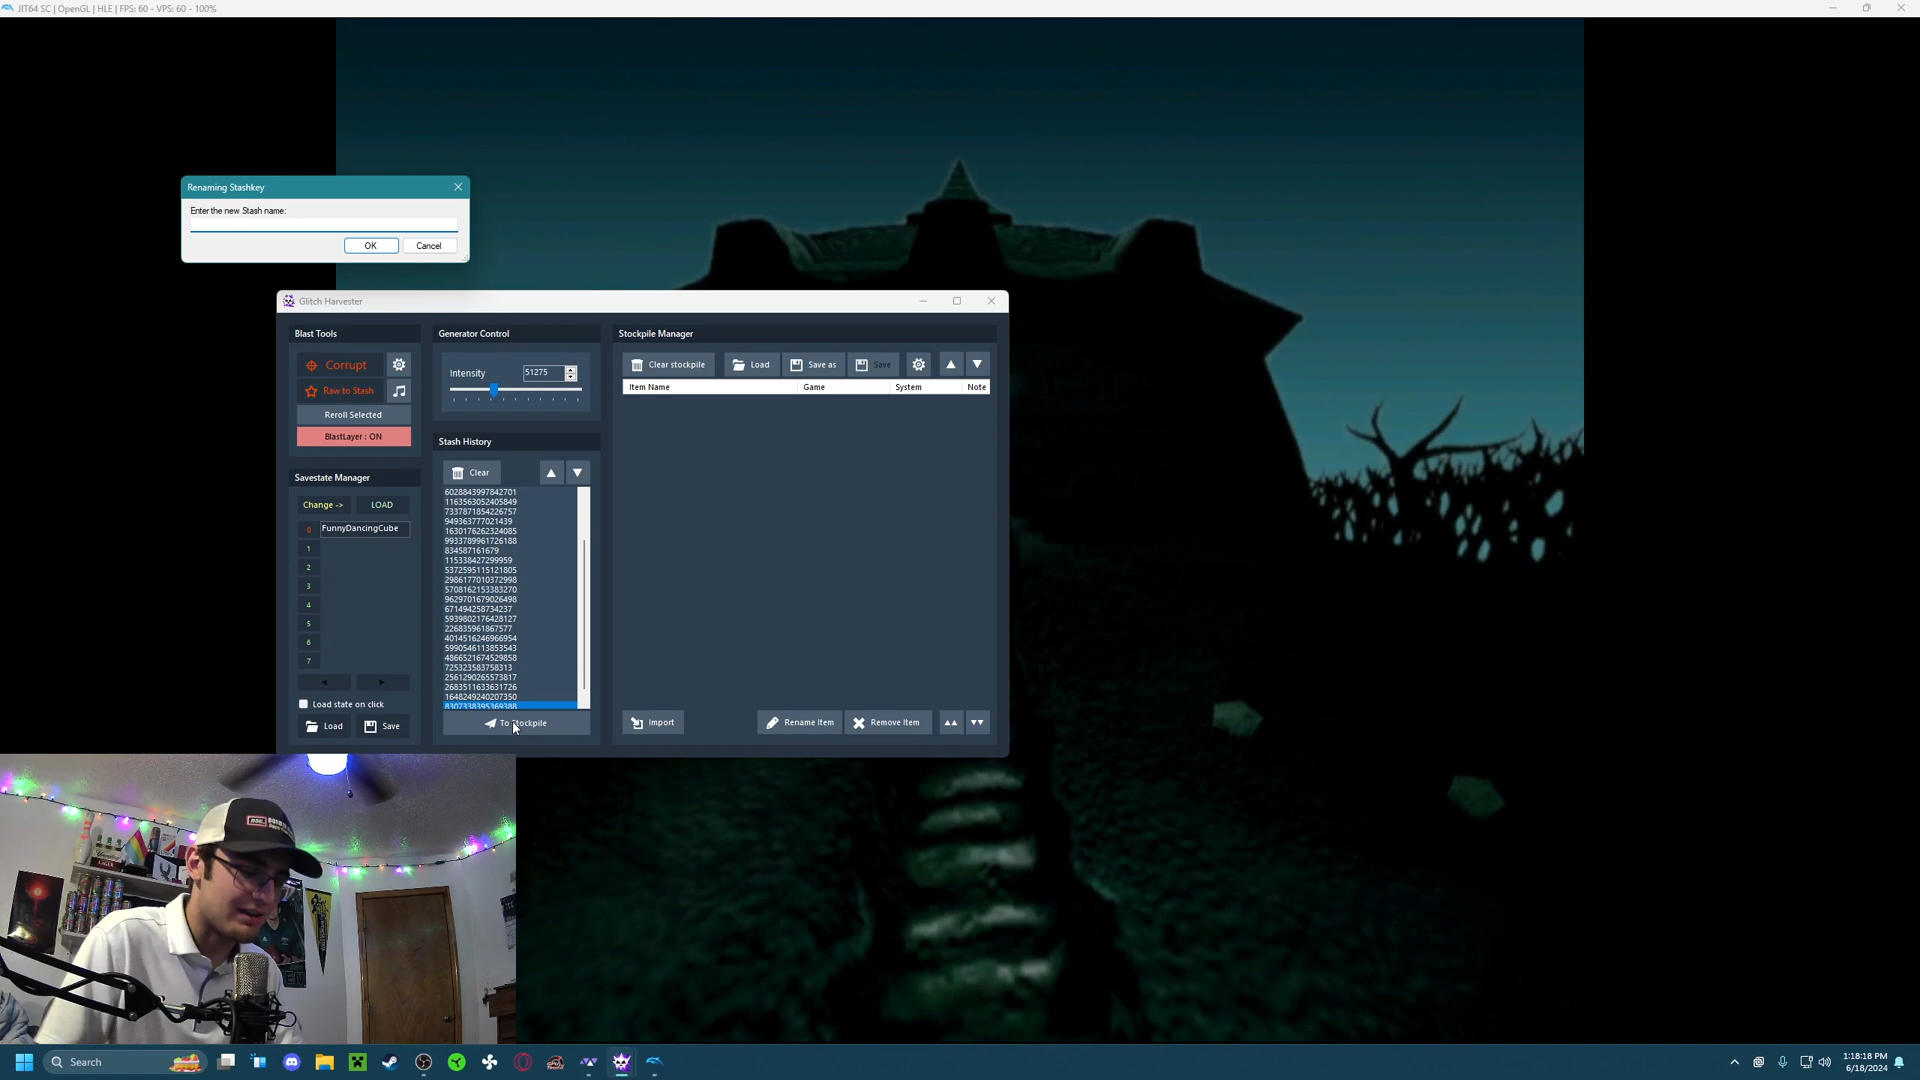 JIT64 SC | OpenGL | HLE | FPS: 60 - VPS: 60 - 100%
Renaming Stashkey
Enter the new Stash name:
OK
Cancel
Glitch Harvester
Blast Tools
Corrupt
Raw to Stash
Reroll Selected
BlastLayer : ON
Savestate Manager
Change ->
LOAD
0
FunnyDancingCube
1
2
3
4
5
6
7
Load state on click
Load
Save
Generator Control
Intensity
51275
Stash History
Clear
6028843997842701
1163563052405849
7337871854226757
949363777021439
1630176262324085
9933789961726188
834587161679
115338427299959
5372595115121805
2986177010372998
5708162153383270
9629701679026498
671494258734237
5939802176428127
226835961867577
4014516246966954
5990546113853543
4866521674529858
725323583758313
2561290265573817
2683511633631726
1648249240207350
8307338395369388
To Stockpile
Stockpile Manager
Clear stockpile
Load
Save as
Save
Item Name
Game
System
Note
Import
Rename Item
Remove Item
Search
1:18:18 PM
6/18/2024